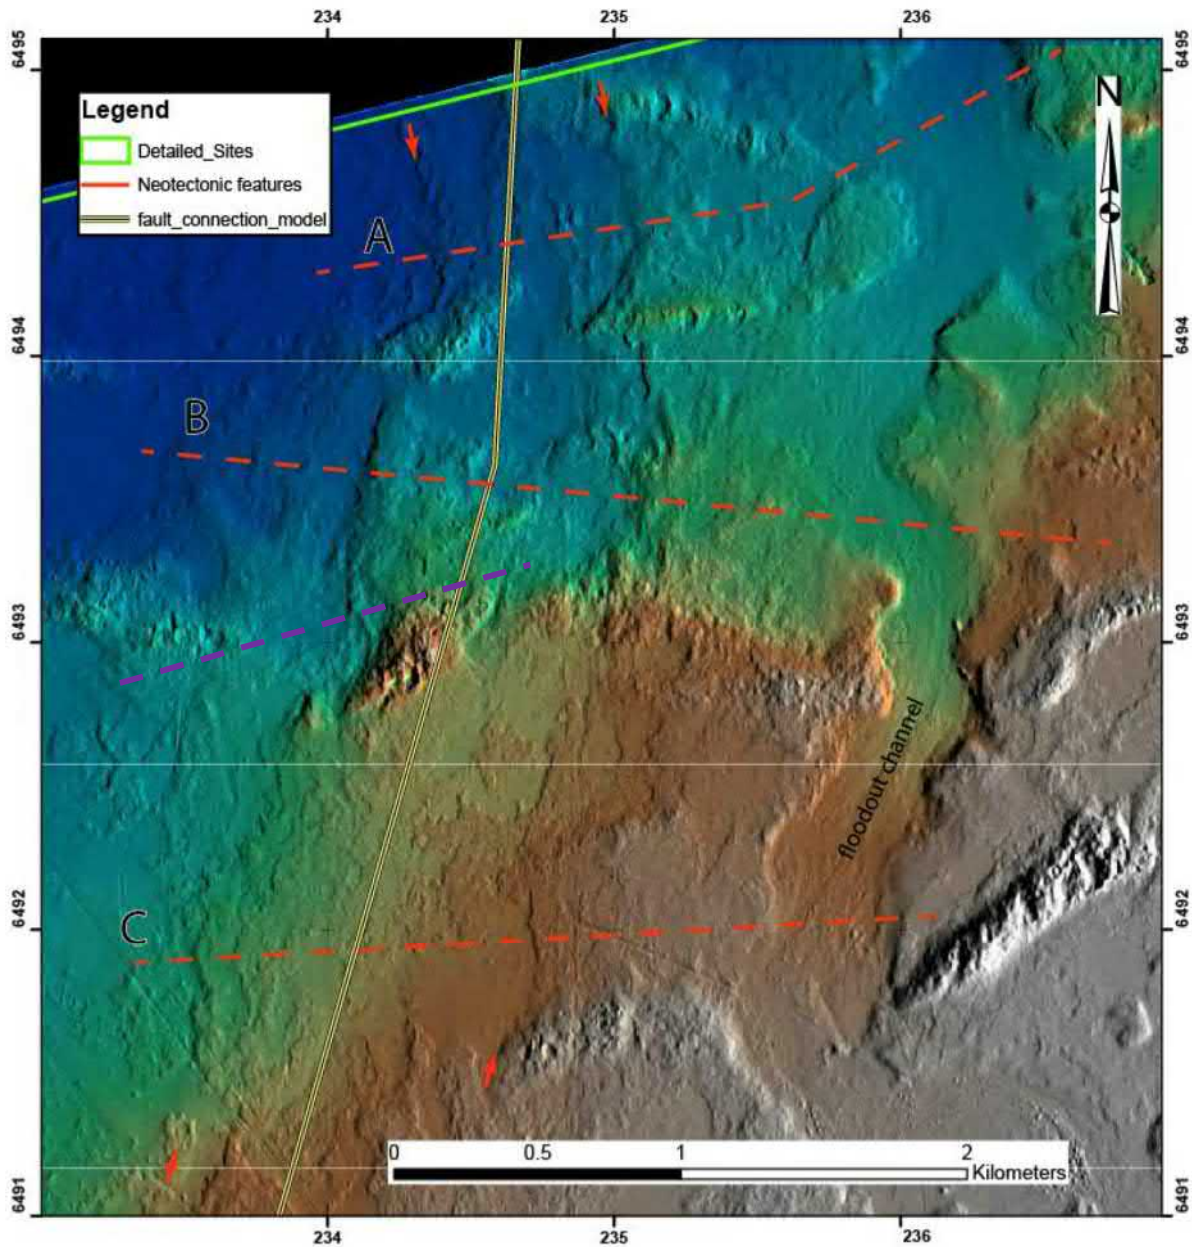 234 235 236
6495 6495
N
Legend
Detailed_Sites
Neotectonic features
fault_connection_model
A
6494 6494
B
6493 6493
floodout channel
C
6492 6492
0 0.5 1 2
Kilometers
6491 6491
234 235 236